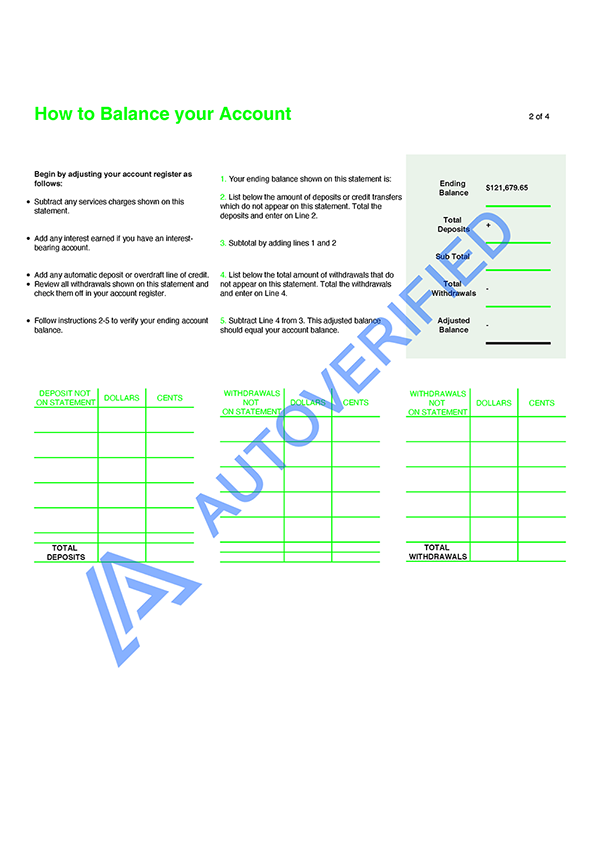 How to Balance your Account
2 of 4
Begin by adjusting your account register as
follows:
• Subtract any services charges shown on this
statement.
• Add any interest earned if you have an interest-
bearing account.
• Add any automatic deposit or overdraft line of credit.
• Review all withdrawals shown on this statement and
check them off in your account register.
• Follow instructions 2-5 to verify your ending account
balance.
1. Your ending balance shown on this statement is:
2. List below the amount of deposits or credit transfers
which do not appear on this statement. Total the
deposits and enter on Line 2.
3. Subtotal by adding lines 1 and 2
4. List below the total amount of withdrawals that do
not appear on this statement. Total the withdrawals
and enter on Line 4.
5. Subtract Line 4 from 3. This adjusted balance
should equal your account balance.
Ending
Balance
$121,679.65
Total
Deposits
+
Sub Total
Total
Withdrawals
-
Adjusted
Balance
-
DEPOSIT NOT
ON STATEMENT
DOLLARS
CENTS
TOTAL
DEPOSITS
WITHDRAWALS
NOT
ON STATEMENT
DOLLARS
CENTS
WITHDRAWALS
NOT
ON STATEMENT
DOLLARS
CENTS
TOTAL
WITHDRAWALS
AUTOVERIFIED